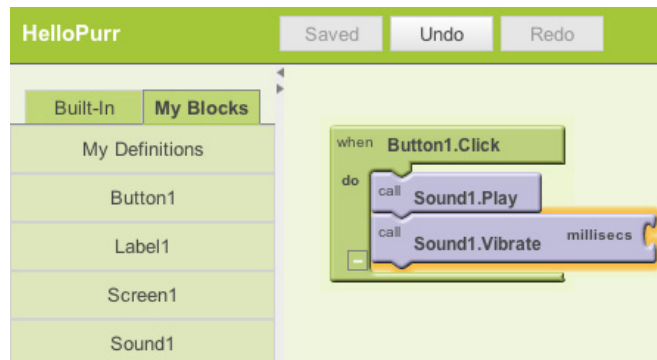 HelloPurr
Saved Undo Redo
Built-In My Blocks
My Definitions
Button1
Label1
Screen1
Sound1
when Button1.Click
do
call Sound1.Play
call Sound1.Vibrate millisecs